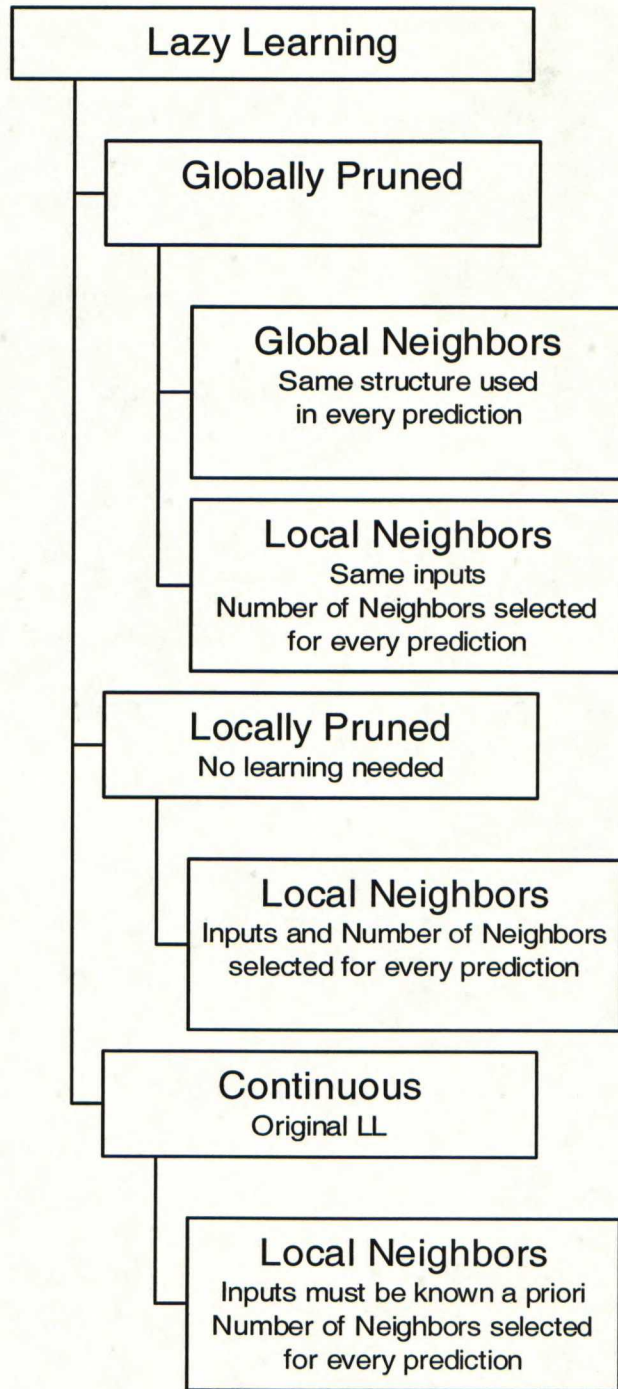 Lazy Learning
Globally Pruned
Global Neighbors
Same structure used
in every prediction
Local Neighbors
Same inputs
Number of Neighbors selected
for every prediction
Locally Pruned
No learning needed
Local Neighbors
Inputs and Number of Neighbors
selected for every prediction
Continuous
Original LL
Local Neighbors
Inputs must be known a priori
Number of Neighbors selected
for every prediction